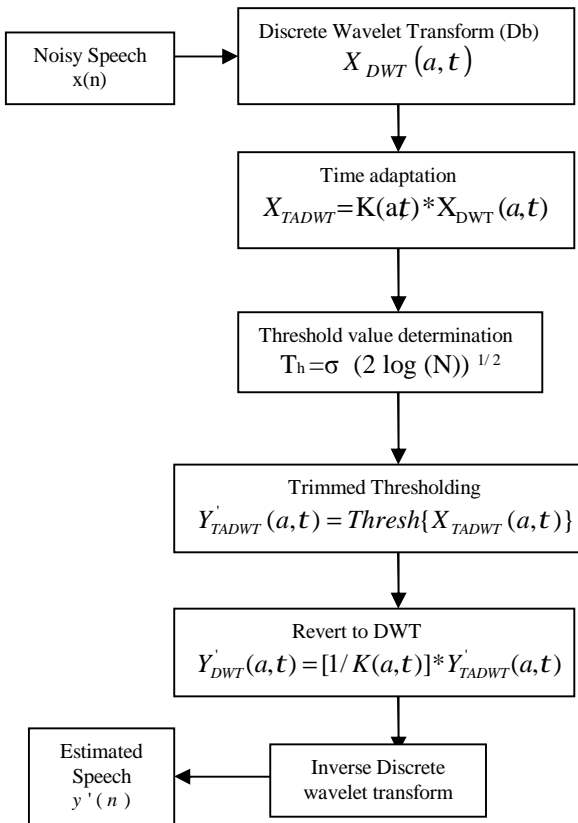 Noisy Speech
x(n)
Discrete Wavelet Transform (Db)
X_DWT (a,t)
Time adaptation
X_TADWT=K(a,t)*X_DWT(a,t)
Threshold value determination
Th=σ (2 log (N)) ^1/2
Trimmed Thresholding
Y'_TADWT(a,t)=Thresh{X_TADWT(a,t)}
Revert to DWT
Y'_DWT(a,t)=[1/K(a,t)]*Y'_TADWT(a,t)
Inverse Discrete
wavelet transform
Estimated
Speech
y'(n)